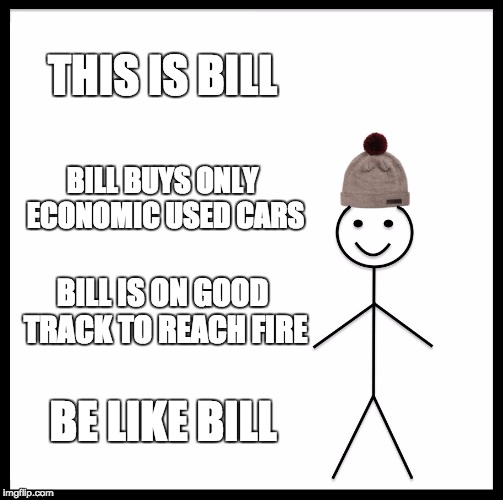 THIS IS BILL
BILL BUYS ONLY
ECONOMIC USED CARS
BILL IS ON GOOD
TRACK TO REACH FIRE
BE LIKE BILL
imgflip.com